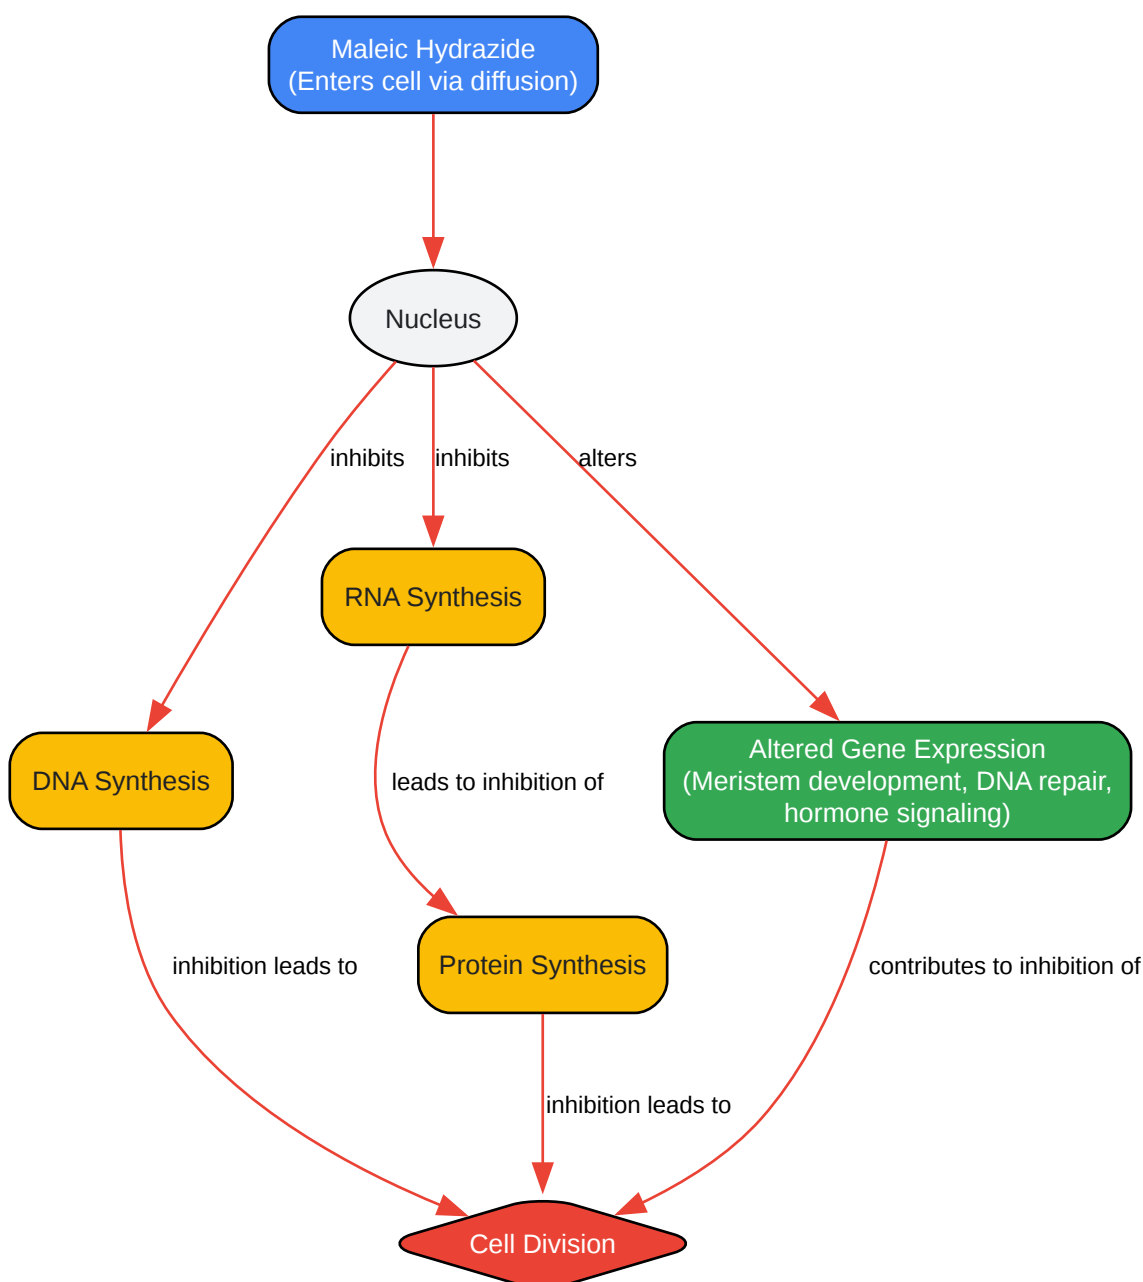 Maleic Hydrazide
(Enters cell via diffusion)
Nucleus
inhibits
inhibits
alters
RNA Synthesis
DNA Synthesis
leads to inhibition of
Altered Gene Expression
(Meristem development, DNA repair,
hormone signaling)
inhibition leads to
Protein Synthesis
contributes to inhibition of
inhibition leads to
Cell Division